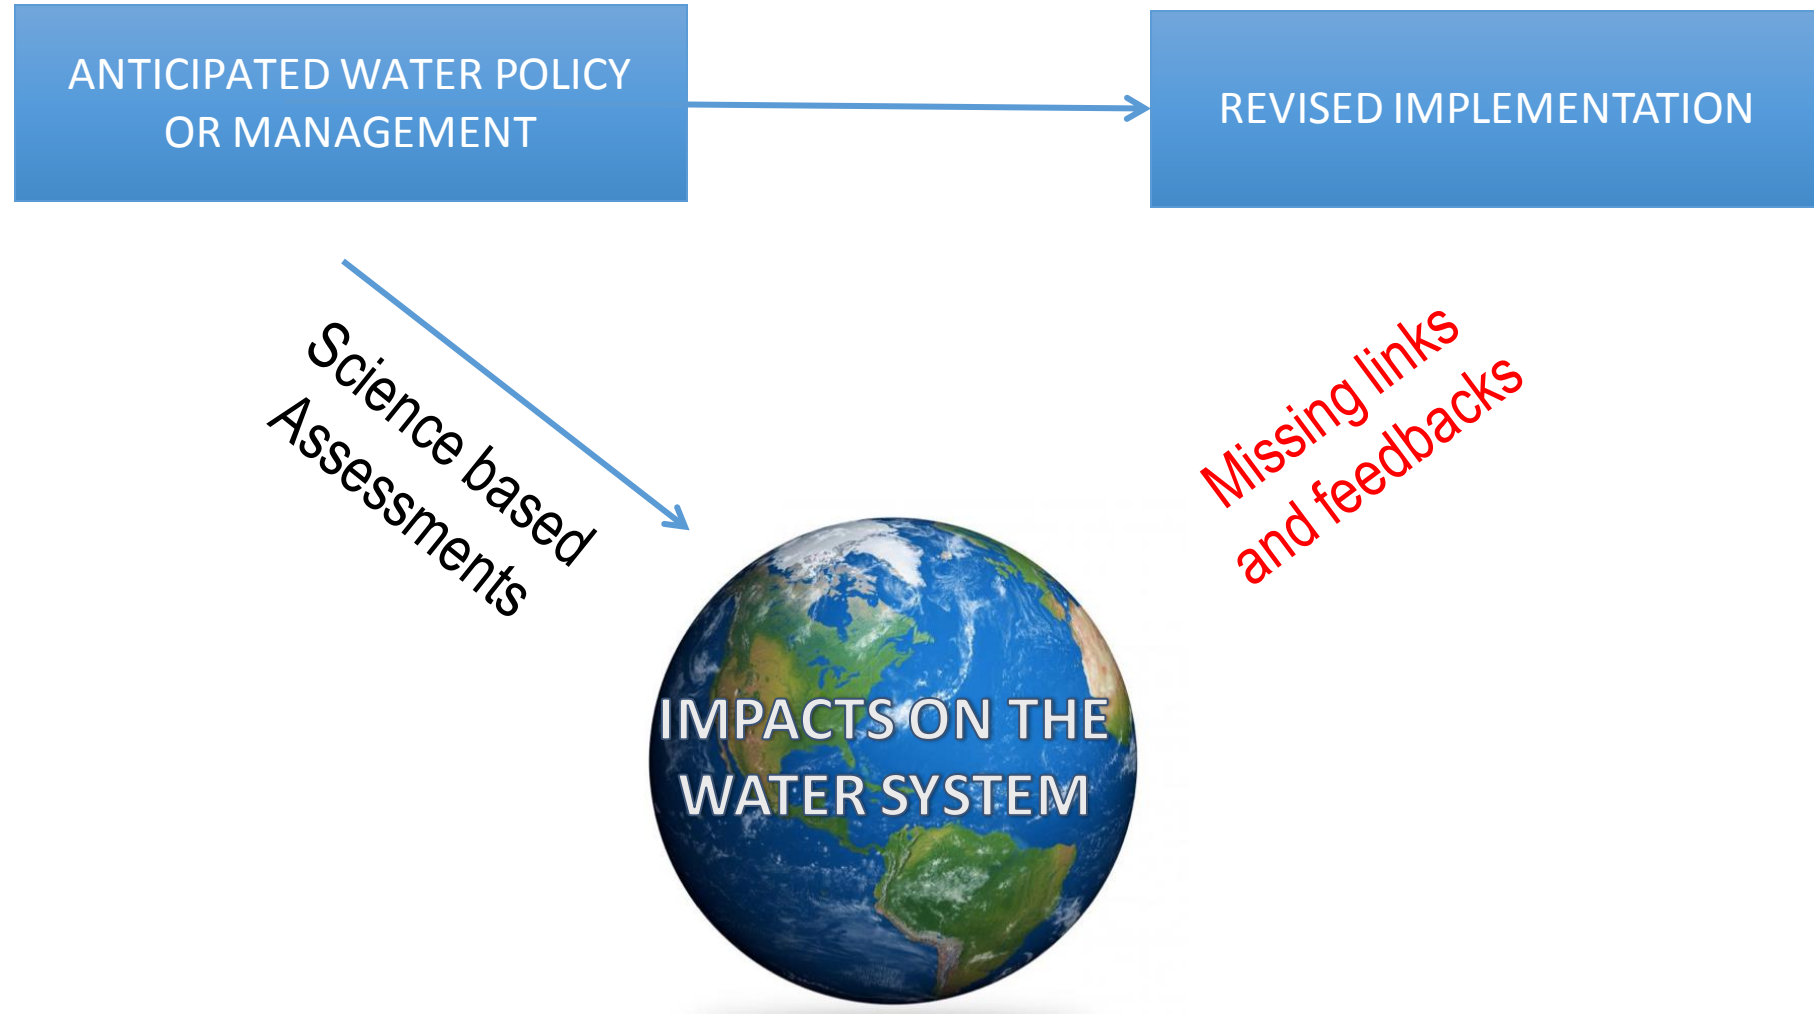 ANTICIPATED WATER POLICY
OR MANAGEMENT
REVISED IMPLEMENTATION
Science based
Assessments
Missing links
and feedbacks
IMPACTS ON THE
WATER SYSTEM